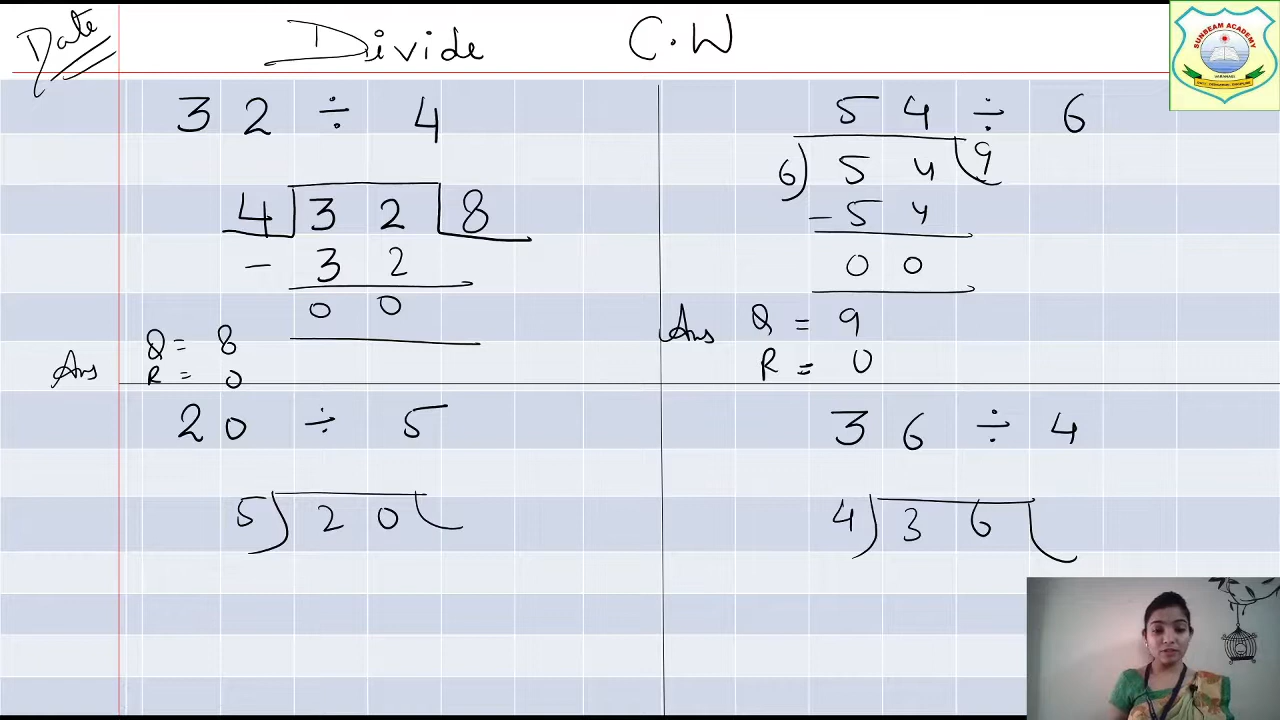 Date
Divide C.W
32 ÷ 4
4 32 8
- 32
00
Ans Q = 8
R = 0
54 ÷ 6
6 54 9
- 54
00
Ans Q = 9
R = 0
20 ÷ 5
5 20
36 ÷ 4
4 36
SUNBEAM ACADEMY
VARANASI